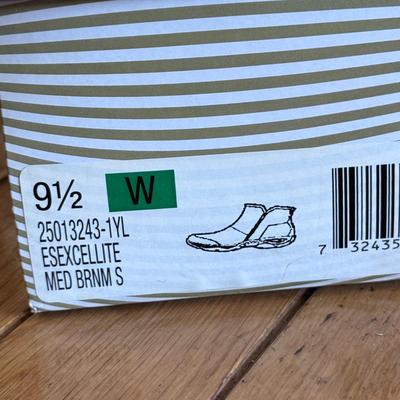 9½ W
25013243-1YL
ESEXCELLITE
MED BRNM S
7 32435